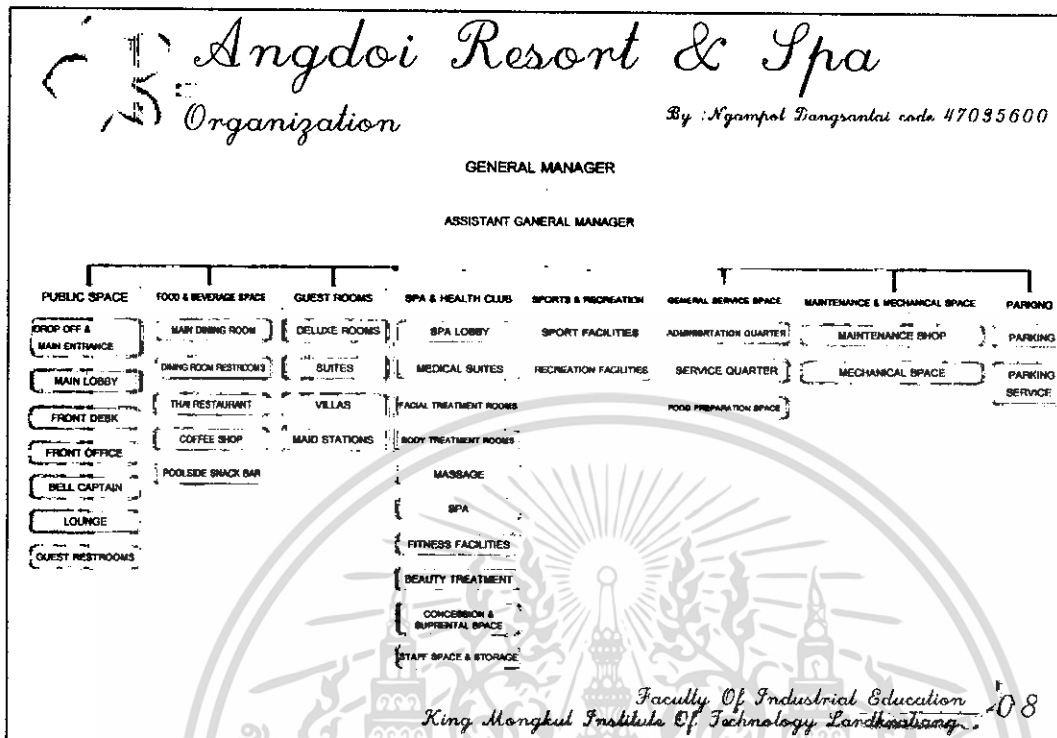 Angdoi Resort & Spa
Organization
By : Ngampol Dangsantai code 47035600
GENERAL MANAGER
ASSISTANT GANERAL MANAGER
PUBLIC SPACE
DROP OFF &
MAIN ENTRANCE
MAIN LOBBY
FRONT DESK
FRONT OFFICE
BELL CAPTAIN
LOUNGE
GUEST RESTROOMS
FOOD & BEVERAGE SPACE
MAIN DINING ROOM
DINING ROOM RESTROOMS
THAI RESTAURANT
COFFEE SHOP
POOLSIDE SNACK BAR
GUEST ROOMS
DELUXE ROOMS
SUITES
VILLAS
MAID STATIONS
SPA & HEALTH CLUB
SPA LOBBY
MEDICAL SUITES
FACIAL TREATMENT ROOMS
BODY TREATMENT ROOMS
MASSAGE
SPA
FITNESS FACILITIES
BEAUTY TREATMENT
CONCESSION &
SUPRENTAL SPACE
STAFF SPACE & STORAGE
SPORTS & RECREATION
SPORT FACILITIES
RECREATION FACILITIES
GENERAL SERVICE SPACE
ADMINISRTATION QUARTER
SERVICE QUARTER
FOOD PREPARATION SPACE
MAINTENANCE & MECHANICAL SPACE
MAINTENANCE SHOP
MECHANICAL SPACE
PARKING
PARKING
PARKING
SERVICE
Faculty Of Industrial Education
King Mongkut Institute Of Technology
08